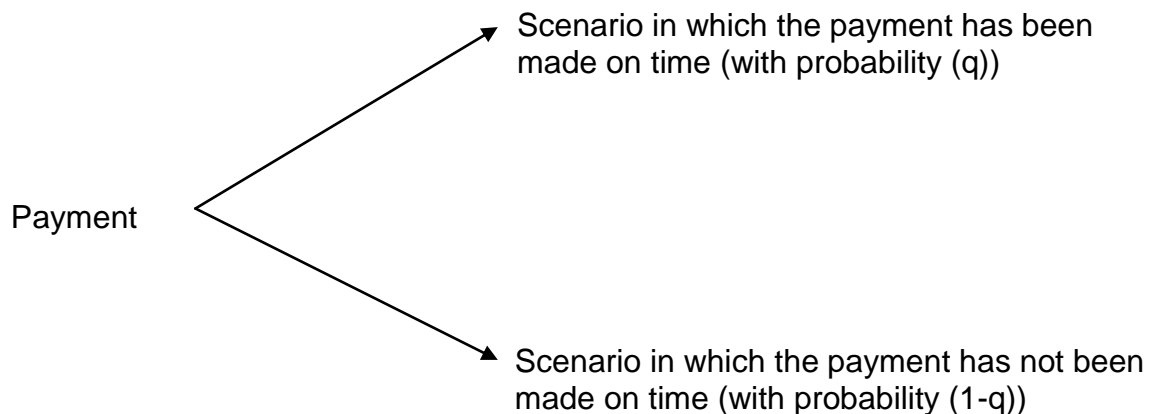 Scenario in which the payment has been
made on time (with probability (q))
Payment
Scenario in which the payment has not been
made on time (with probability (1-q))